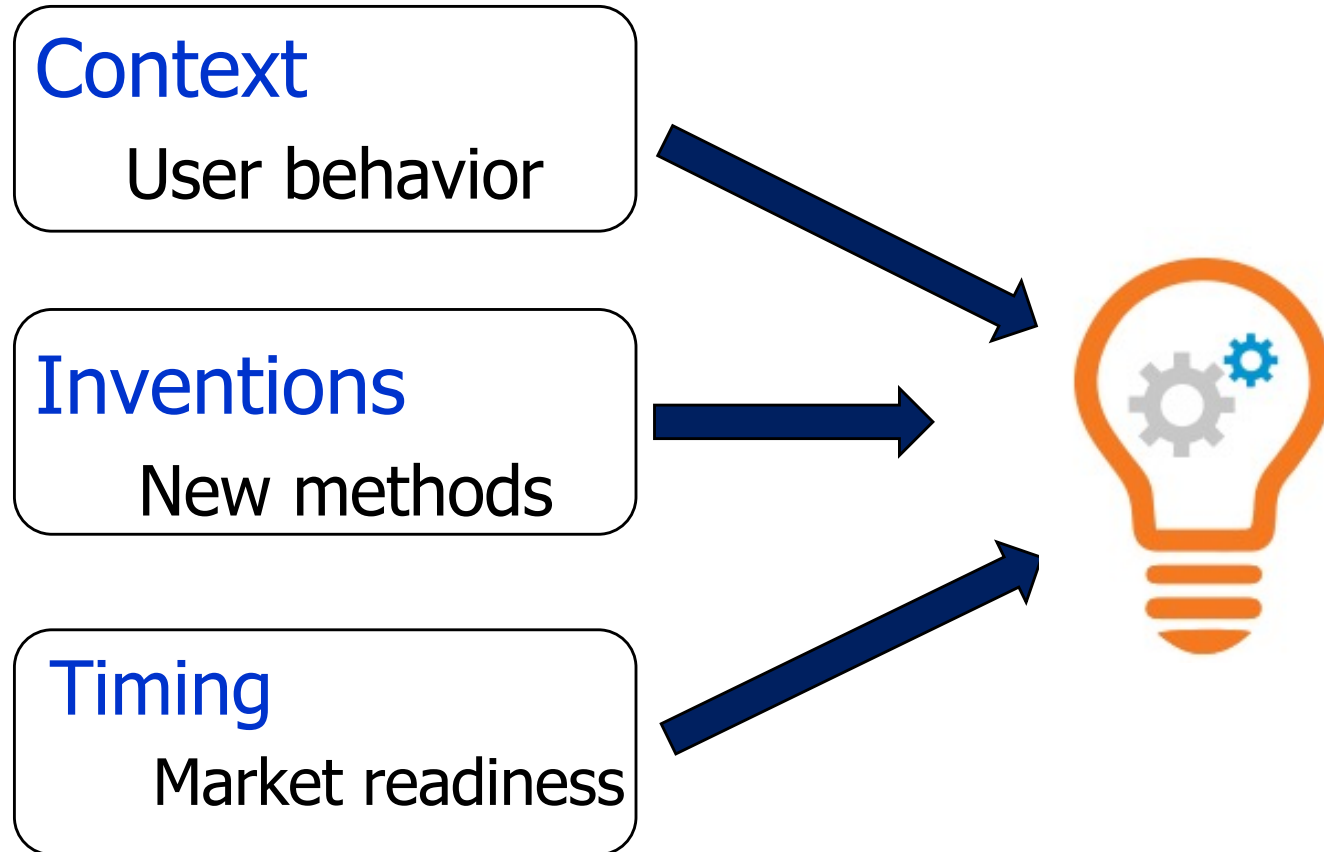 Context
User behavior
Inventions
New methods
Timing
Market readiness